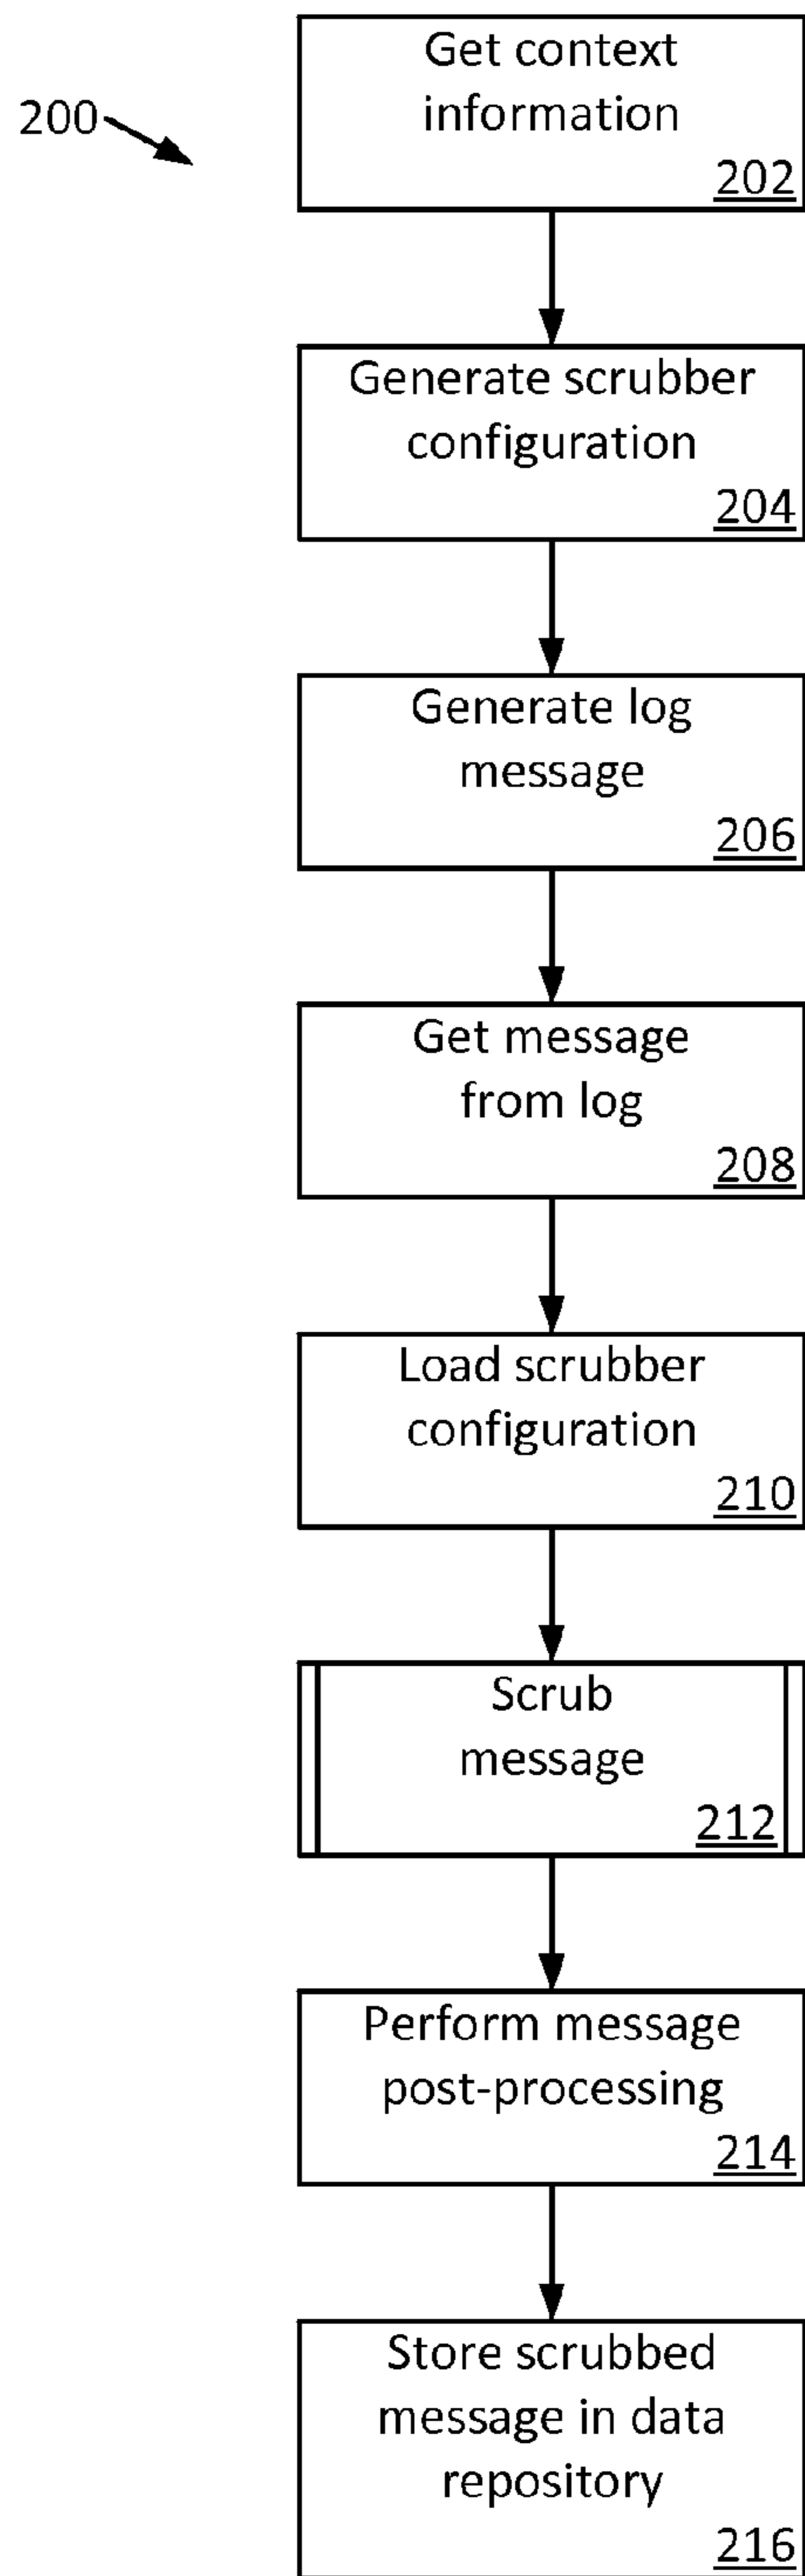 200
Get context
information
202
Generate scrubber
configuration
204
Generate log
message
206
Get message
from log
208
Load scrubber
configuration
210
Scrub
message
212
Perform message
post-processing
214
Store scrubbed
message in data
repository
216